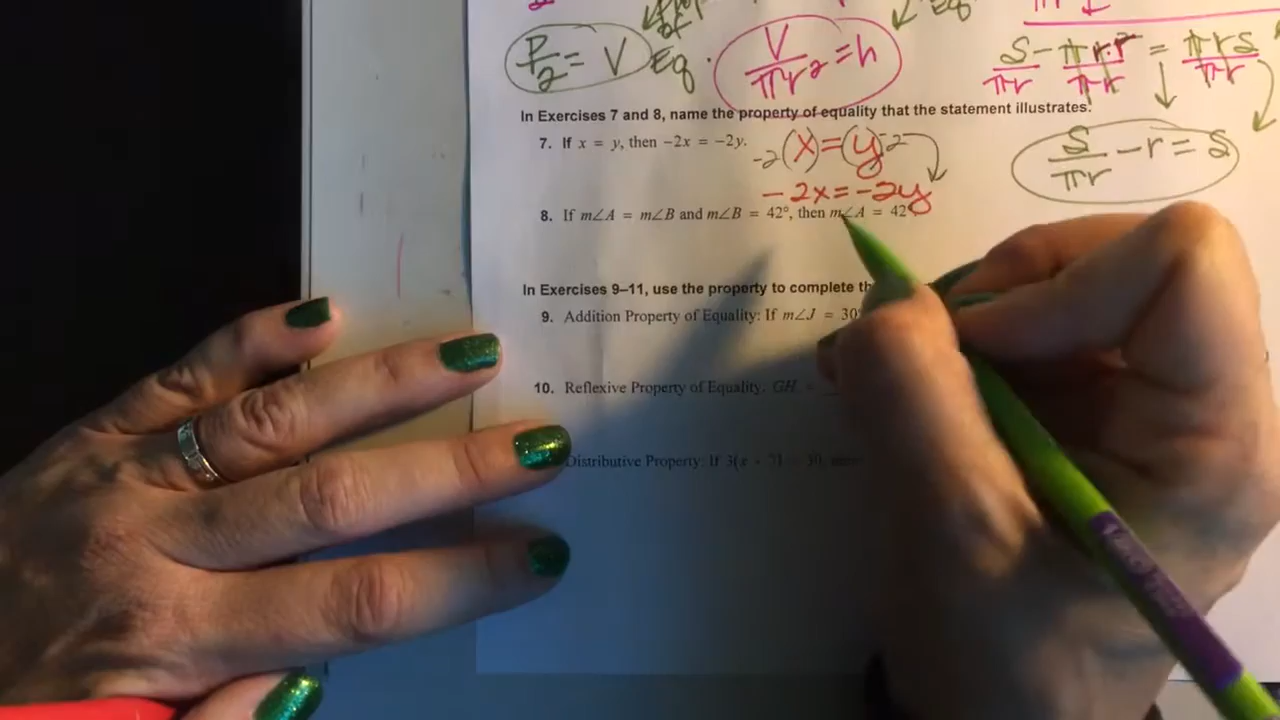 P/2 = V Eq. V/πr² = h
S/πr - πr·r/πr = πrs/πr
In Exercises 7 and 8, name the property of equality that the statement illustrates.
7. If x = y, then −2x = −2y. -2(x)=(y)-2
-2x=-2y
S/πr - r = s
8. If m∠A = m∠B and m∠B = 42°, then m∠A = 42
In Exercises 9–11, use the property to complete
9. Addition Property of Equality: If m∠J = 30°
10. Reflexive Property of Equality: GH =
Distributive Property: If 3(x